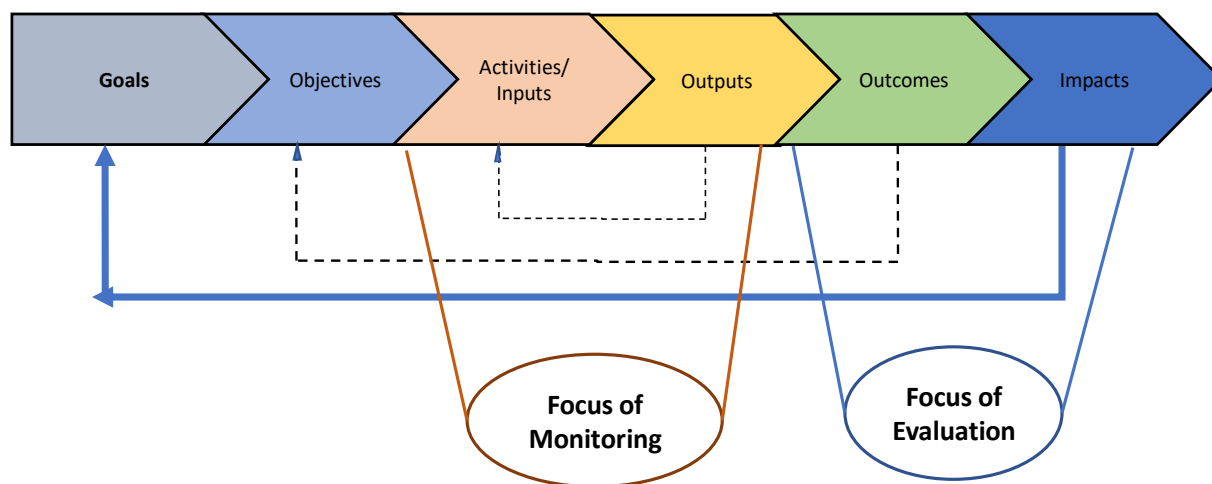 Goals
Objectives
Activities/
Inputs
Outputs
Outcomes
Impacts
Focus of
Monitoring
Focus of
Evaluation